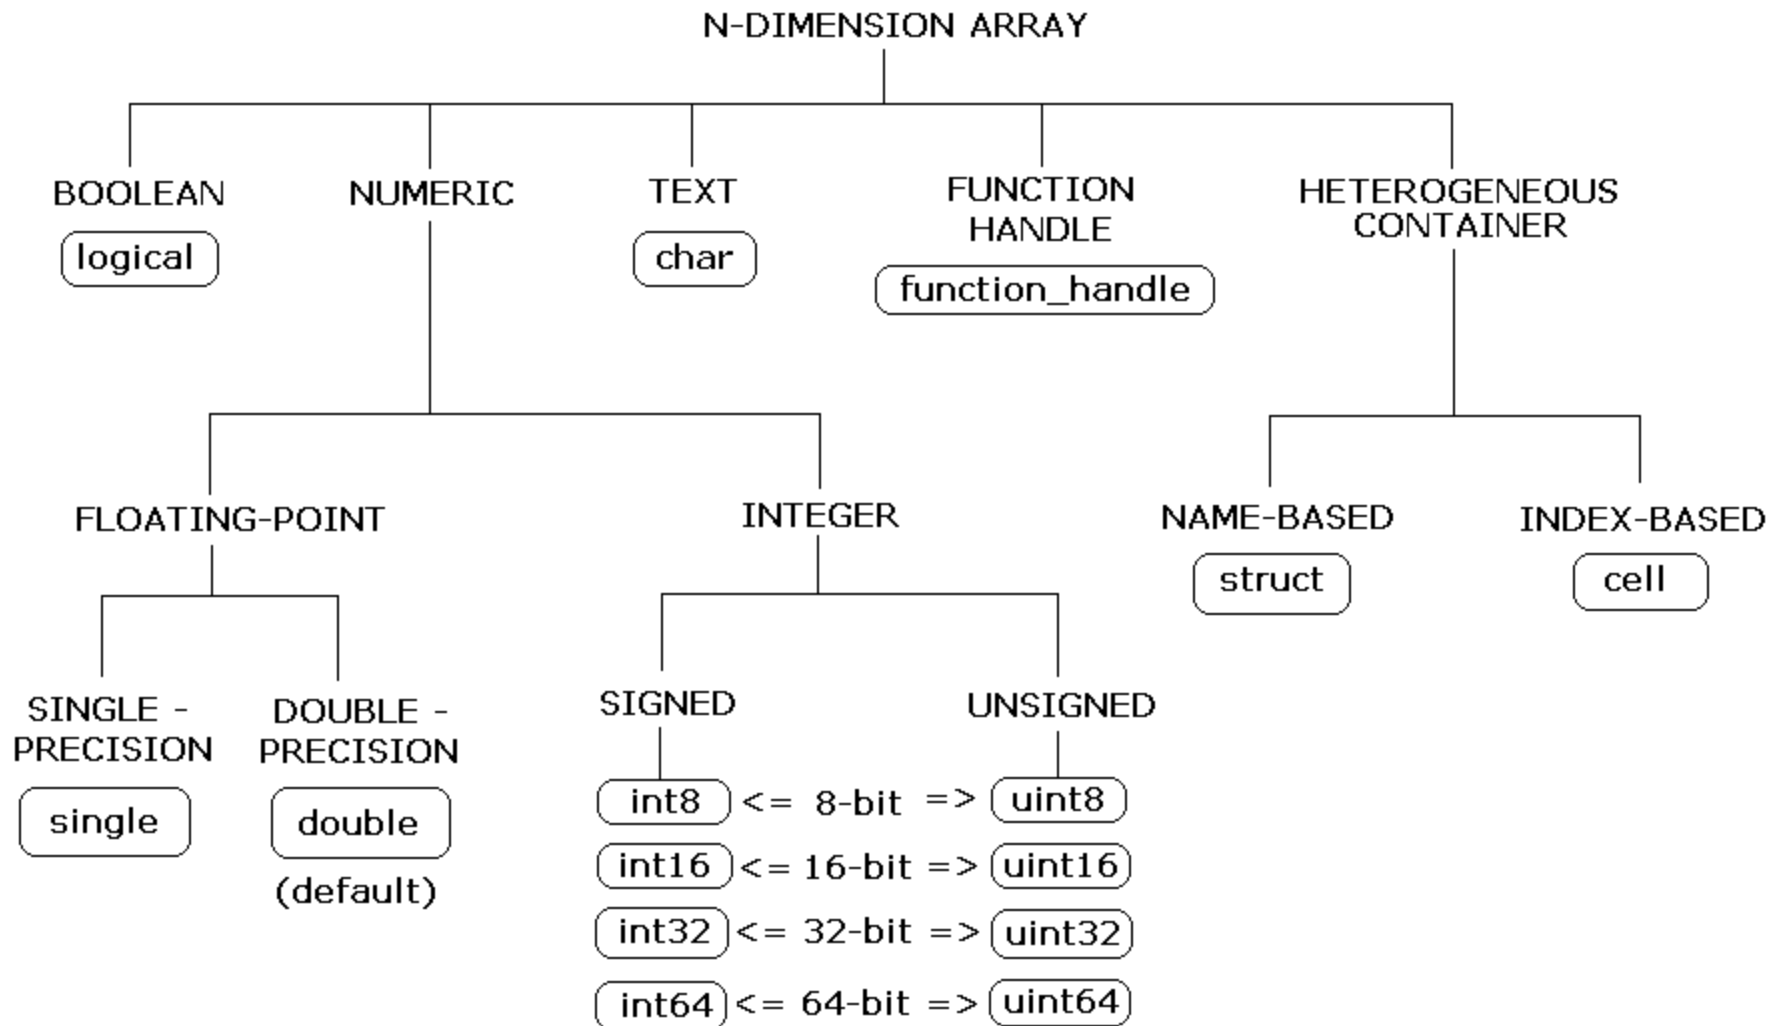 N-DIMENSION ARRAY
BOOLEAN NUMERIC TEXT FUNCTION HETEROGENEOUS
HANDLE CONTAINER
logical char function_handle
FLOATING-POINT INTEGER NAME-BASED INDEX-BASED
struct cell
SINGLE - DOUBLE - SIGNED UNSIGNED
PRECISION PRECISION
single double
(default)
int8 <= 8-bit => uint8
int16 <= 16-bit => uint16
int32 <= 32-bit => uint32
int64 <= 64-bit => uint64